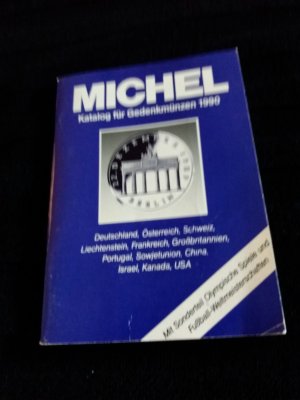 MICHEL
Katalog für Gedenkmünzen 1990
BERLIN
Deutschland, Österreich, Schweiz,
Liechtenstein, Frankreich, Großbritannien,
Portugal, Sowjetunion, China,
Israel, Kanada, USA
Mit Sonderteil Olympische Spiele und
Fußball-Weltmeisterschaften